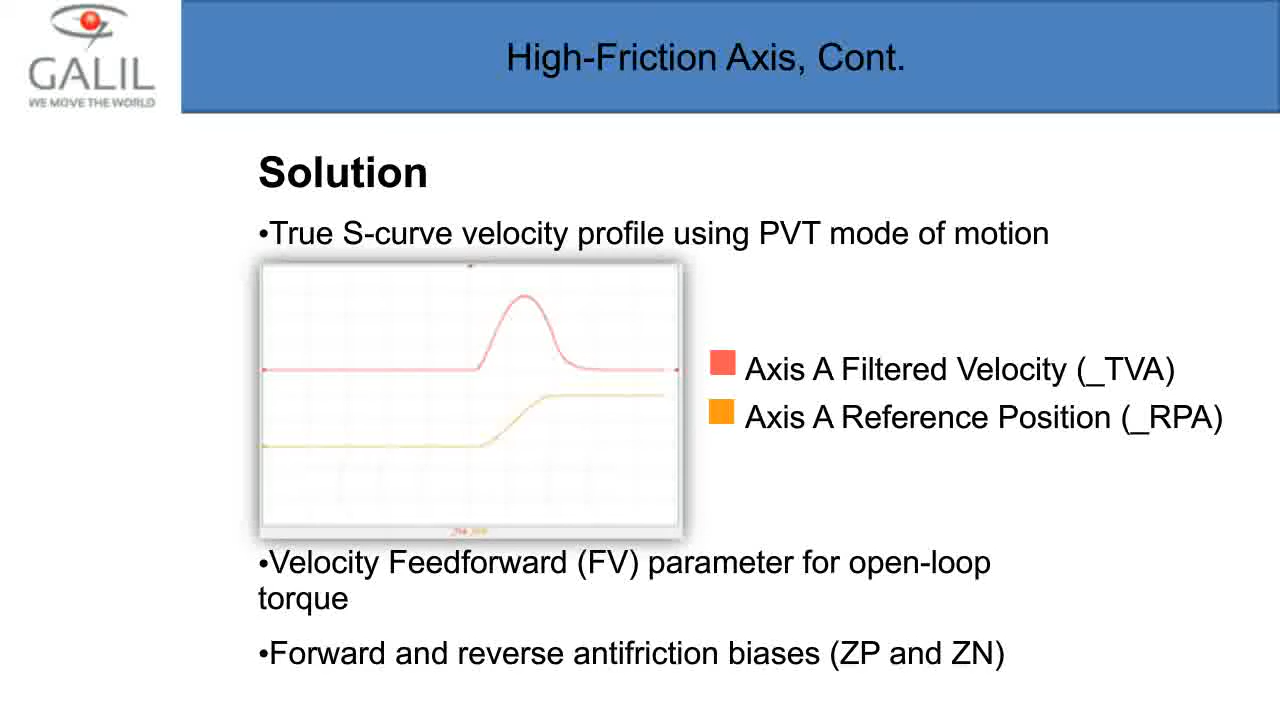 GALIL
WE MOVE THE WORLD
High-Friction Axis, Cont.
Solution
•True S-curve velocity profile using PVT mode of motion
Axis A Filtered Velocity (_TVA)
Axis A Reference Position (_RPA)
•Velocity Feedforward (FV) parameter for open-loop
torque
•Forward and reverse antifriction biases (ZP and ZN)